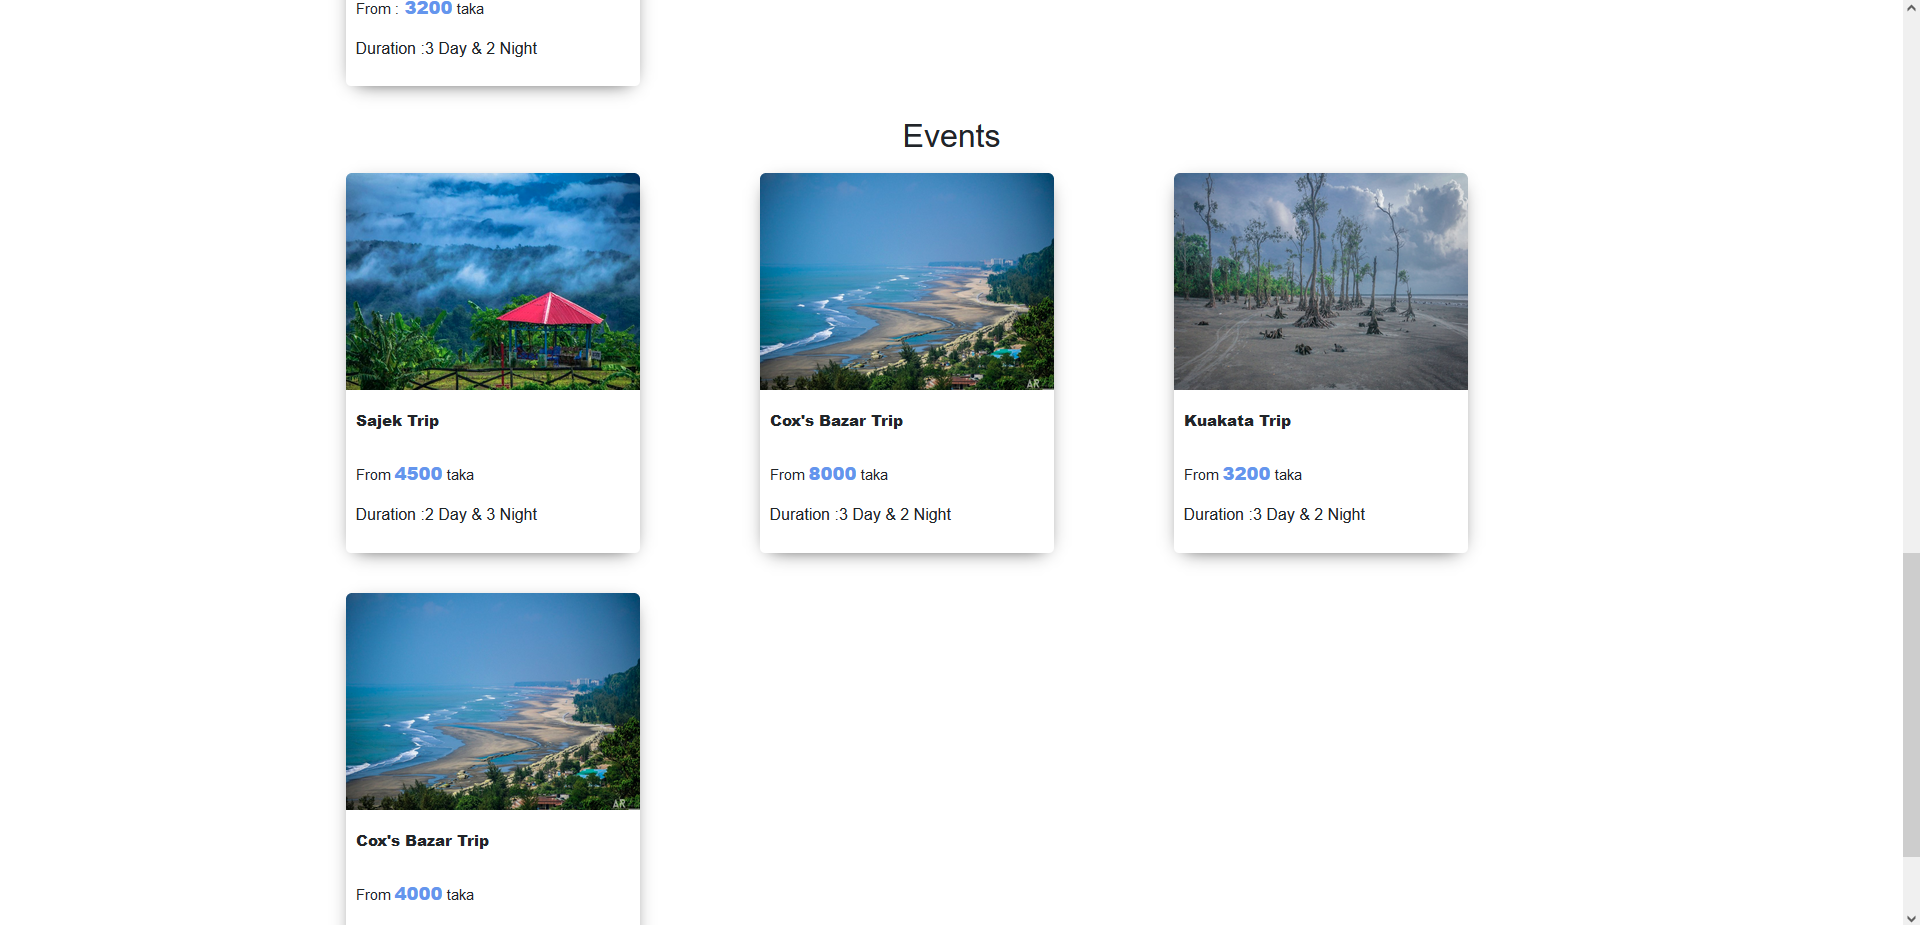 From : 3200 taka
Duration :3 Day & 2 Night
Events
Sajek Trip
From 4500 taka
Duration :2 Day & 3 Night
AR
Cox's Bazar Trip
From 8000 taka
Duration :3 Day & 2 Night
Kuakata Trip
From 3200 taka
Duration :3 Day & 2 Night
AR
Cox's Bazar Trip
From 4000 taka